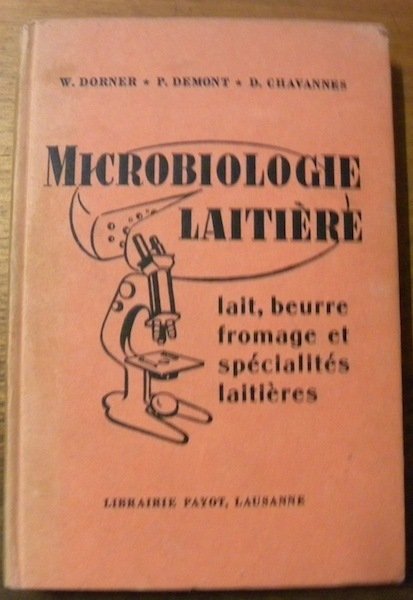 W. DORNER ★ P. DEMONT ★ D. CHAVANNES
MICROBIOLOGIE
LAITIÈRE
lait, beurre
fromage et
spécialités
laitières
LIBRAIRIE PAYOT, LAUSANNE